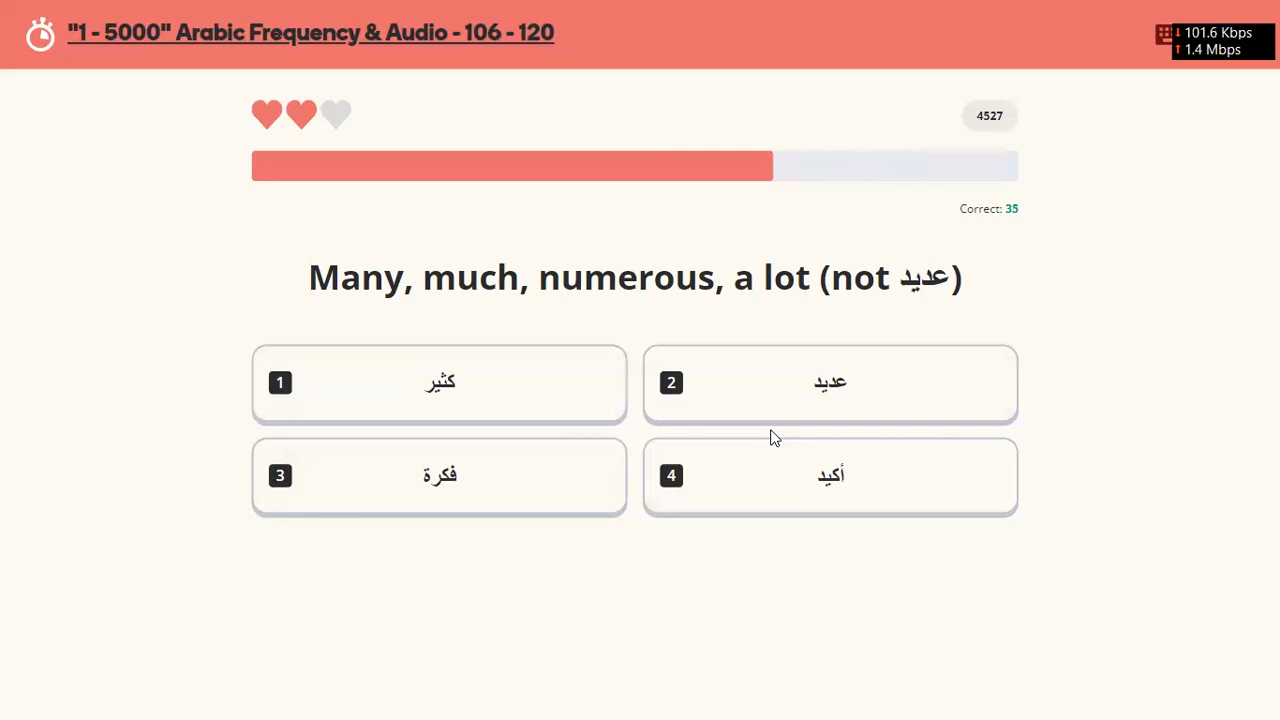 "1 - 5000" Arabic Frequency & Audio - 106 - 120
↓ 101.6 Kbps
↑ 1.4 Mbps
4527
Correct: 35
Many, much, numerous, a lot (not عديد)
1 كثير
2 عديد
3 فكرة
4 أكيد